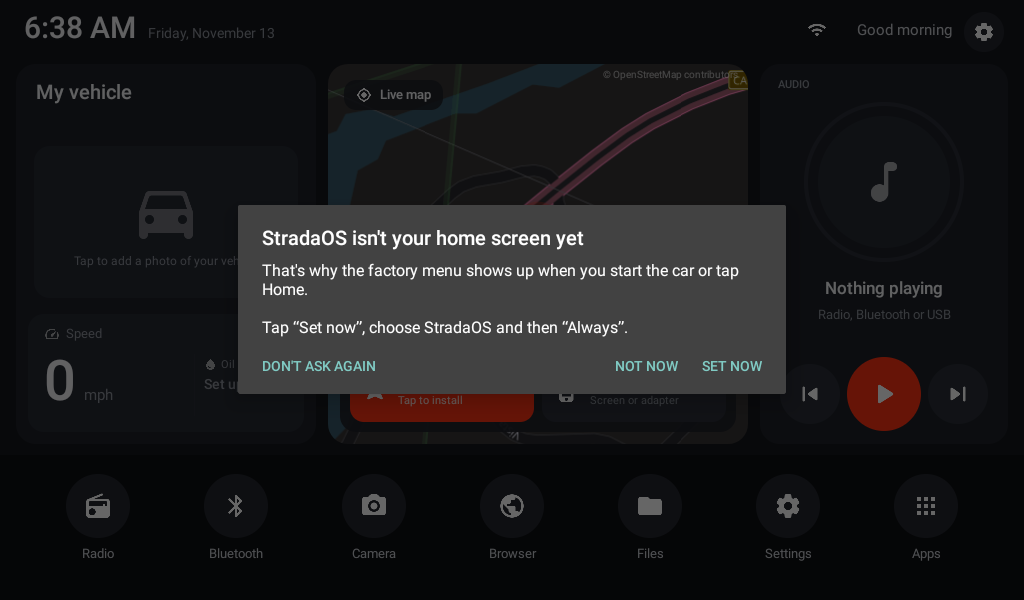 6:38 AM
Friday, November 13
Good morning
My vehicle
Live map
© OpenStreetMap contributors
CA
AUDIO
Tap to add a photo of your veh
StradaOS isn't your home screen yet
That's why the factory menu shows up when you start the car or tap
Home.
Tap “Set now”, choose StradaOS and then “Always”.
DON'T ASK AGAIN
NOT NOW
SET NOW
Nothing playing
Radio, Bluetooth or USB
Speed
0 mph
Oil
Set u
Tap to install
Screen or adapter
Radio
Bluetooth
Camera
Browser
Files
Settings
Apps